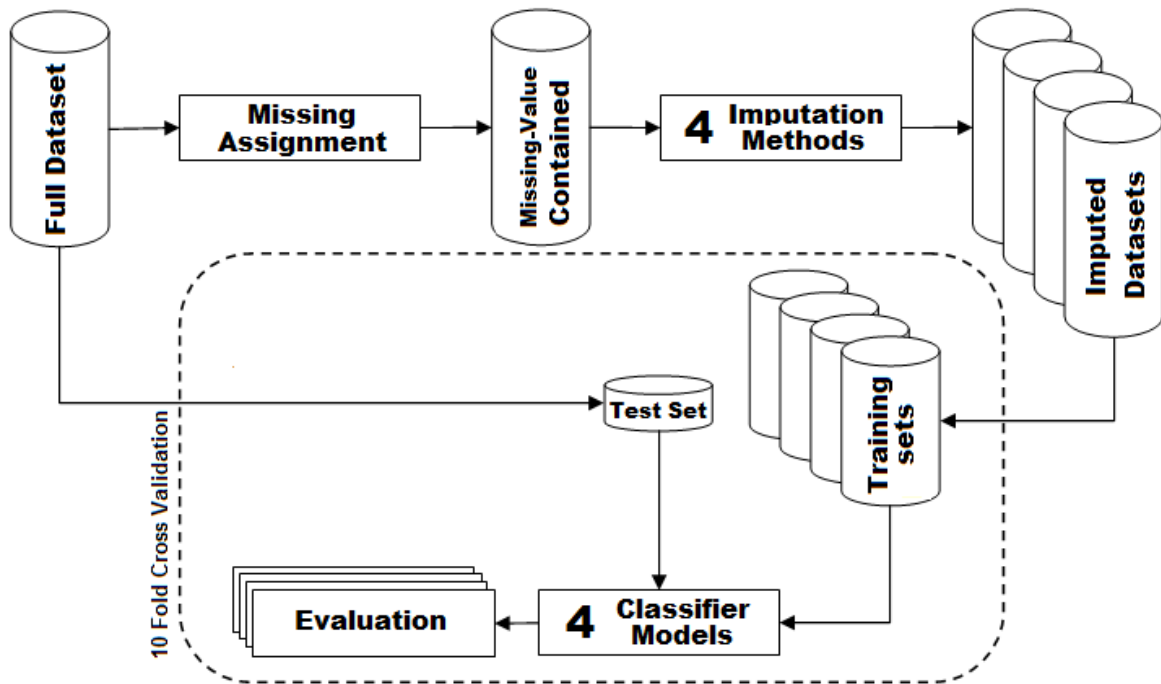 Full Dataset
Missing
Assignment
Missing-Value
Contained
4 Imputation
Methods
Imputed
Datasets
10 Fold Cross Validation
Test Set
Training
sets
Evaluation
4 Classifier
Models